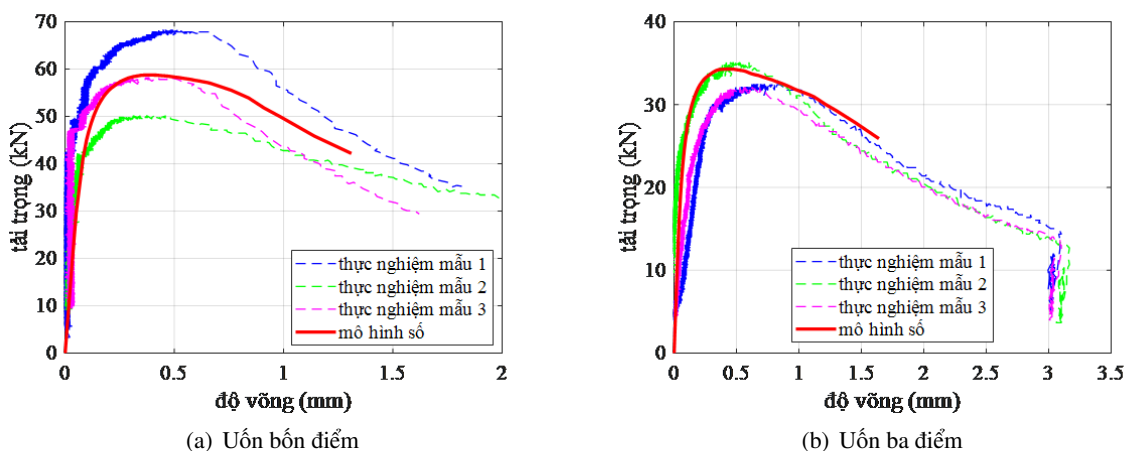 70
60
50
40
30
20
10
0
tải trọng (kN)
0
0.5
1
1.5
2
độ võng (mm)
thực nghiệm mẫu 1
thực nghiệm mẫu 2
thực nghiệm mẫu 3
mô hình số
(a) Uốn bốn điểm
40
30
20
10
0
tải trọng (kN)
0
0.5
1
1.5
2
2.5
3
3.5
độ võng (mm)
thực nghiệm mẫu 1
thực nghiệm mẫu 2
thực nghiệm mẫu 3
mô hình số
(b) Uốn ba điểm